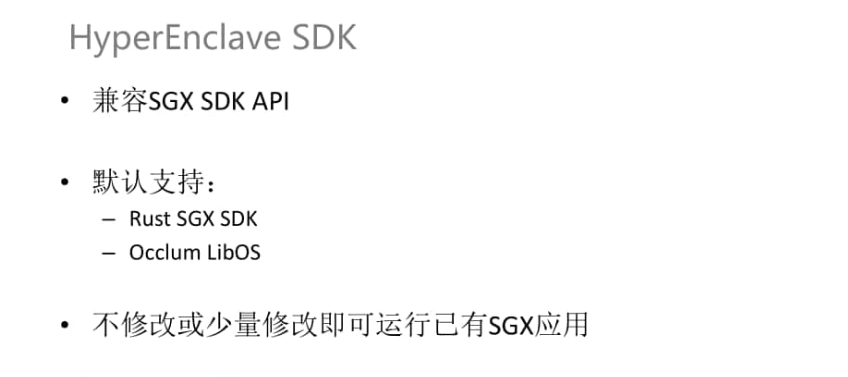 HyperEnclave SDK
• 兼容SGX SDK API
• 默认支持：
– Rust SGX SDK
– Occlum LibOS
• 不修改或少量修改即可运行已有SGX应用